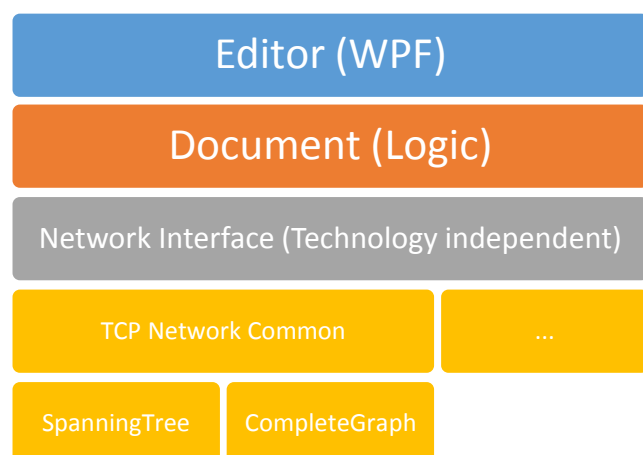 Editor (WPF)
Document (Logic)
Network Interface (Technology independent)
TCP Network Common
...
SpanningTree
CompleteGraph